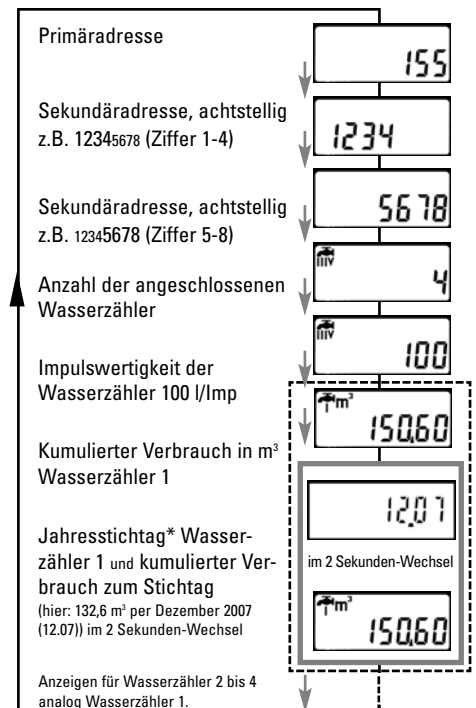 Primäradresse
155
Sekundäradresse, achtstellig
z.B. 12345678 (Ziffer 1-4)
1234
Sekundäradresse, achtstellig
z.B. 12345678 (Ziffer 5-8)
5678
Anzahl der angeschlossenen
Wasserzähler
IIIV
4
Impulswertigkeit der
Wasserzähler 100 l/Imp
IIIV
100
Kumulierter Verbrauch in m³
Wasserzähler 1
m³
150,60
Jahresstichtag* Wasser-
zähler 1 und kumulierter Ver-
brauch zum Stichtag
(hier: 132,6 m³ per Dezember 2007
(12.07)) im 2 Sekunden-Wechsel
12.07
im 2 Sekunden-Wechsel
m³
150,60
Anzeigen für Wasserzähler 2 bis 4
analog Wasserzähler 1.